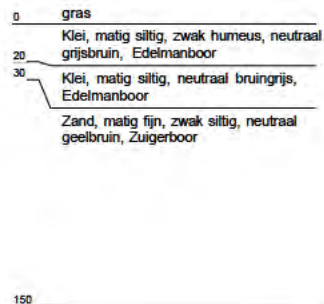 0 gras
Klei, matig siltig, zwak humeus, neutraal
grijsbruin, Edelmanboor
20
30
Klei, matig siltig, neutraal bruingrijs,
Edelmanboor
Zand, matig fijn, zwak siltig, neutraal
geelbruin, Zuigerboor
150